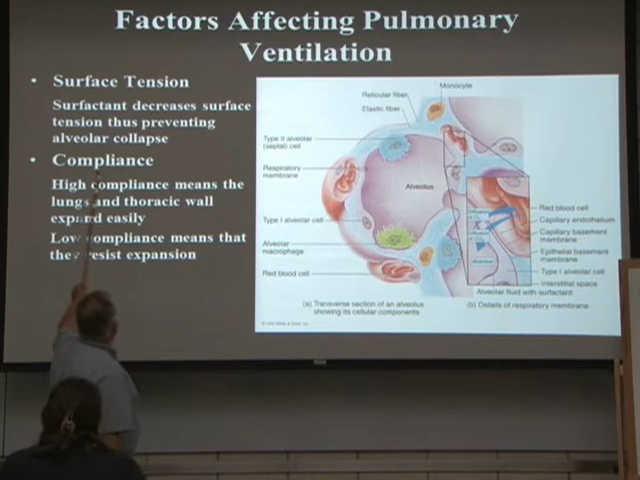 Factors Affecting Pulmonary
Ventilation
• Surface Tension
Surfactant decreases surface
tension thus preventing
alveolar collapse
• Compliance
High compliance means the
lungs and thoracic wall
expand easily
Low compliance means that
they resist expansion
Monocyte
Reticular fiber
Elastic fiber
Type II alveolar
(septal) cell
Respiratory
membrane
Alveolus
Type I alveolar cell
Alveolar
macrophage
Red blood cell
Red blood cell
Capillary endothelium
Capillary basement
membrane
Epithelial basement
membrane
Type I alveolar cell
Interstitial space
Alveolus
Alveolar fluid with surfactant
(a) Transverse section of an alveolus
showing its cellular components
(b) Details of respiratory membrane